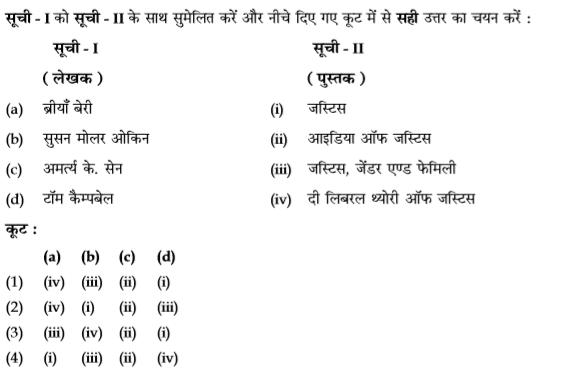 सूची - I को सूची - II के साथ सुमेलित करें और नीचे दिए गए कूट में से सही उत्तर का चयन करें :
सूची - I सूची - II
( लेखक ) ( पुस्तक )
(a) ब्रीयाँ बेरी (i) जस्टिस
(b) सुसन मोलर ओकिन (ii) आइडिया ऑफ जस्टिस
(c) अमर्त्य के. सेन (iii) जस्टिस, जेंडर एण्ड फेमिली
(d) टॉम कैम्पबेल (iv) दी लिबरल थ्योरी ऑफ जस्टिस
कूट :
(a) (b) (c) (d)
(1) (iv) (iii) (ii) (i)
(2) (iv) (i) (ii) (iii)
(3) (iii) (iv) (ii) (i)
(4) (i) (iii) (ii) (iv)